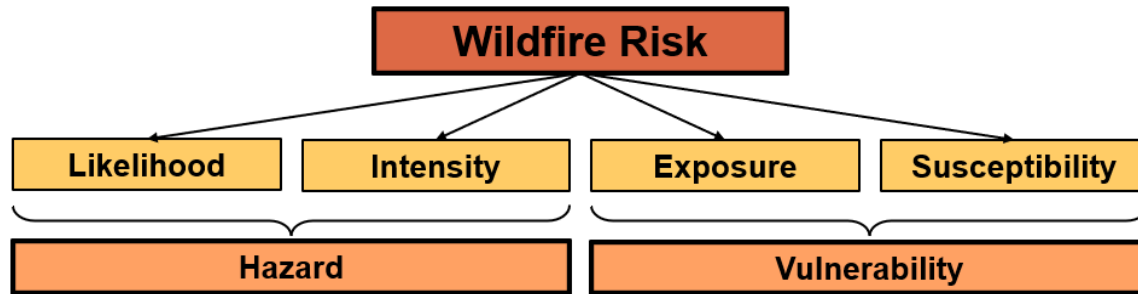 Wildfire Risk
Likelihood
Intensity
Exposure
Susceptibility
Hazard
Vulnerability